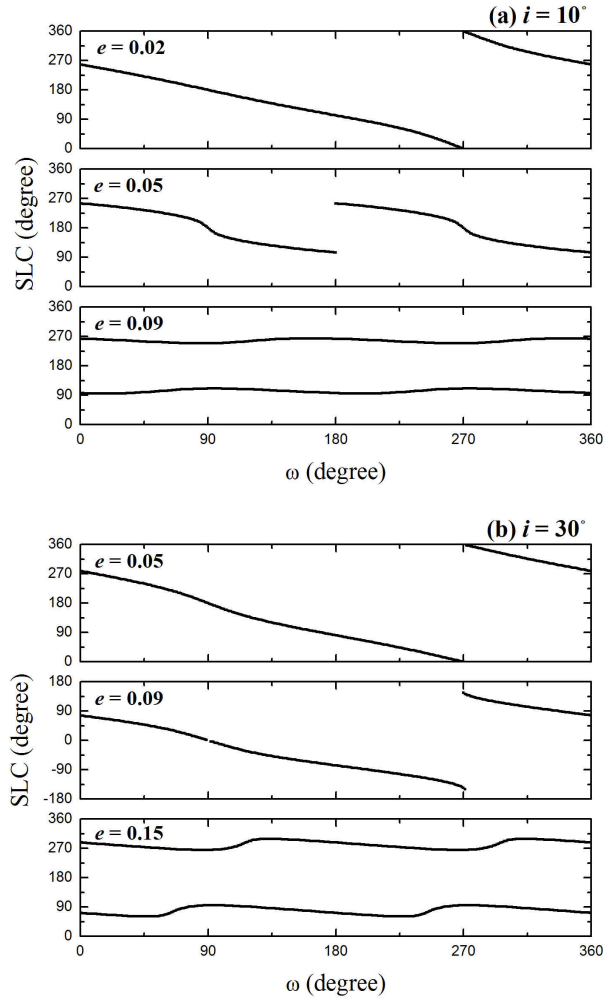 (a) i = 10°
360
270
180
90
0
e = 0.02
360
270
180
90
0
e = 0.05
360
270
180
90
0
e = 0.09
SLC (degree)
0 90 180 270 360
ω (degree)
(b) i = 30°
360
270
180
90
0
e = 0.05
180
90
0
-90
-180
e = 0.09
360
270
180
90
0
e = 0.15
SLC (degree)
0 90 180 270 360
ω (degree)